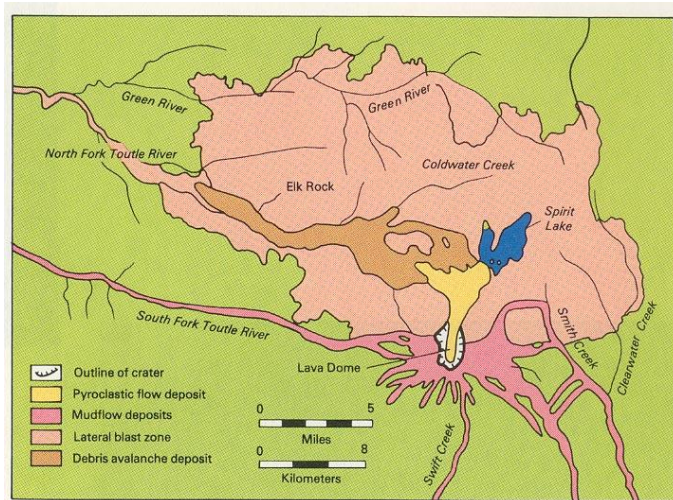 Green River
Green River
North Fork Toutle River
Coldwater Creek
Elk Rock
Spirit
Lake
South Fork Toutle River
Smith Creek
Clearwater Creek
Lava Dome
Swift Creek
Outline of crater
Pyroclastic flow deposit
Mudflow deposits
Lateral blast zone
Debris avalanche deposit
0 5
Miles
0 8
Kilometers